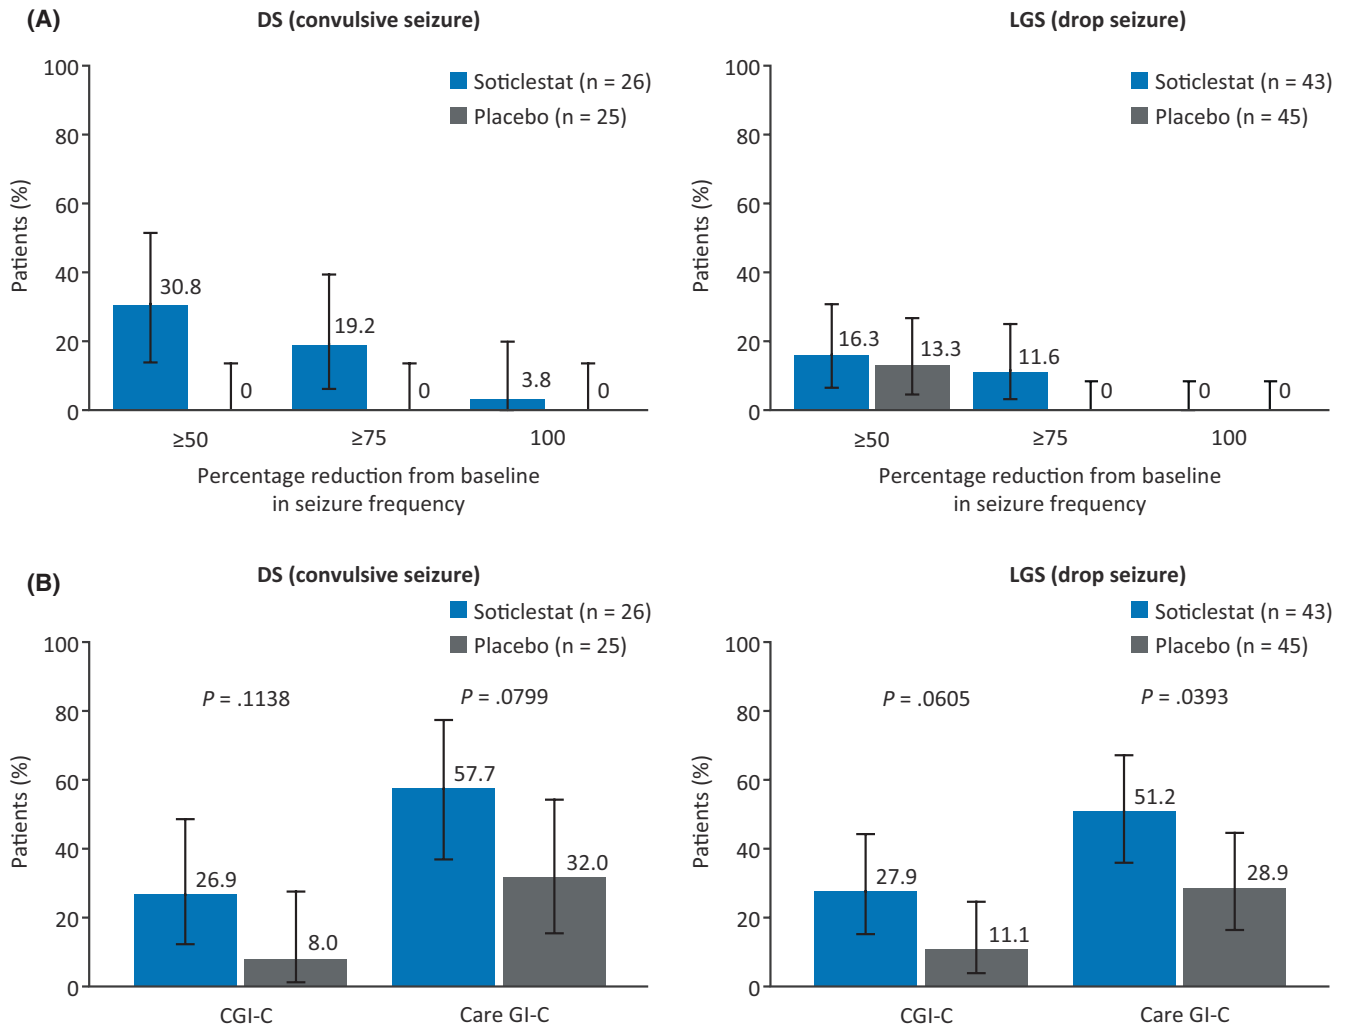 (A)
DS (convulsive seizure)
Soticlestat (n = 26)
Placebo (n = 25)
Patients (%)
100
80
60
40
20
0
30.8
0
19.2
0
3.8
0
≥50
≥75
100
Percentage reduction from baseline
in seizure frequency
LGS (drop seizure)
Soticlestat (n = 43)
Placebo (n = 45)
Patients (%)
100
80
60
40
20
0
16.3
13.3
11.6
0
0
0
≥50
≥75
100
Percentage reduction from baseline
in seizure frequency
(B)
DS (convulsive seizure)
Soticlestat (n = 26)
Placebo (n = 25)
Patients (%)
100
80
60
40
20
0
P = .1138
P = .0799
26.9
8.0
57.7
32.0
CGI-C
Care GI-C
LGS (drop seizure)
Soticlestat (n = 43)
Placebo (n = 45)
Patients (%)
100
80
60
40
20
0
P = .0605
P = .0393
27.9
11.1
51.2
28.9
CGI-C
Care GI-C